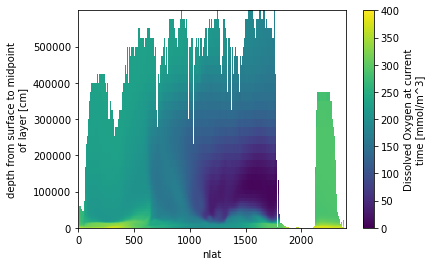 500000
400000
300000
200000
100000
0
depth from surface to midpoint
of layer [cm]
0 500 1000 1500 2000
nlat
400
350
300
250
200
150
100
50
0
Dissolved Oxygen at current
time [mmol/m^3]